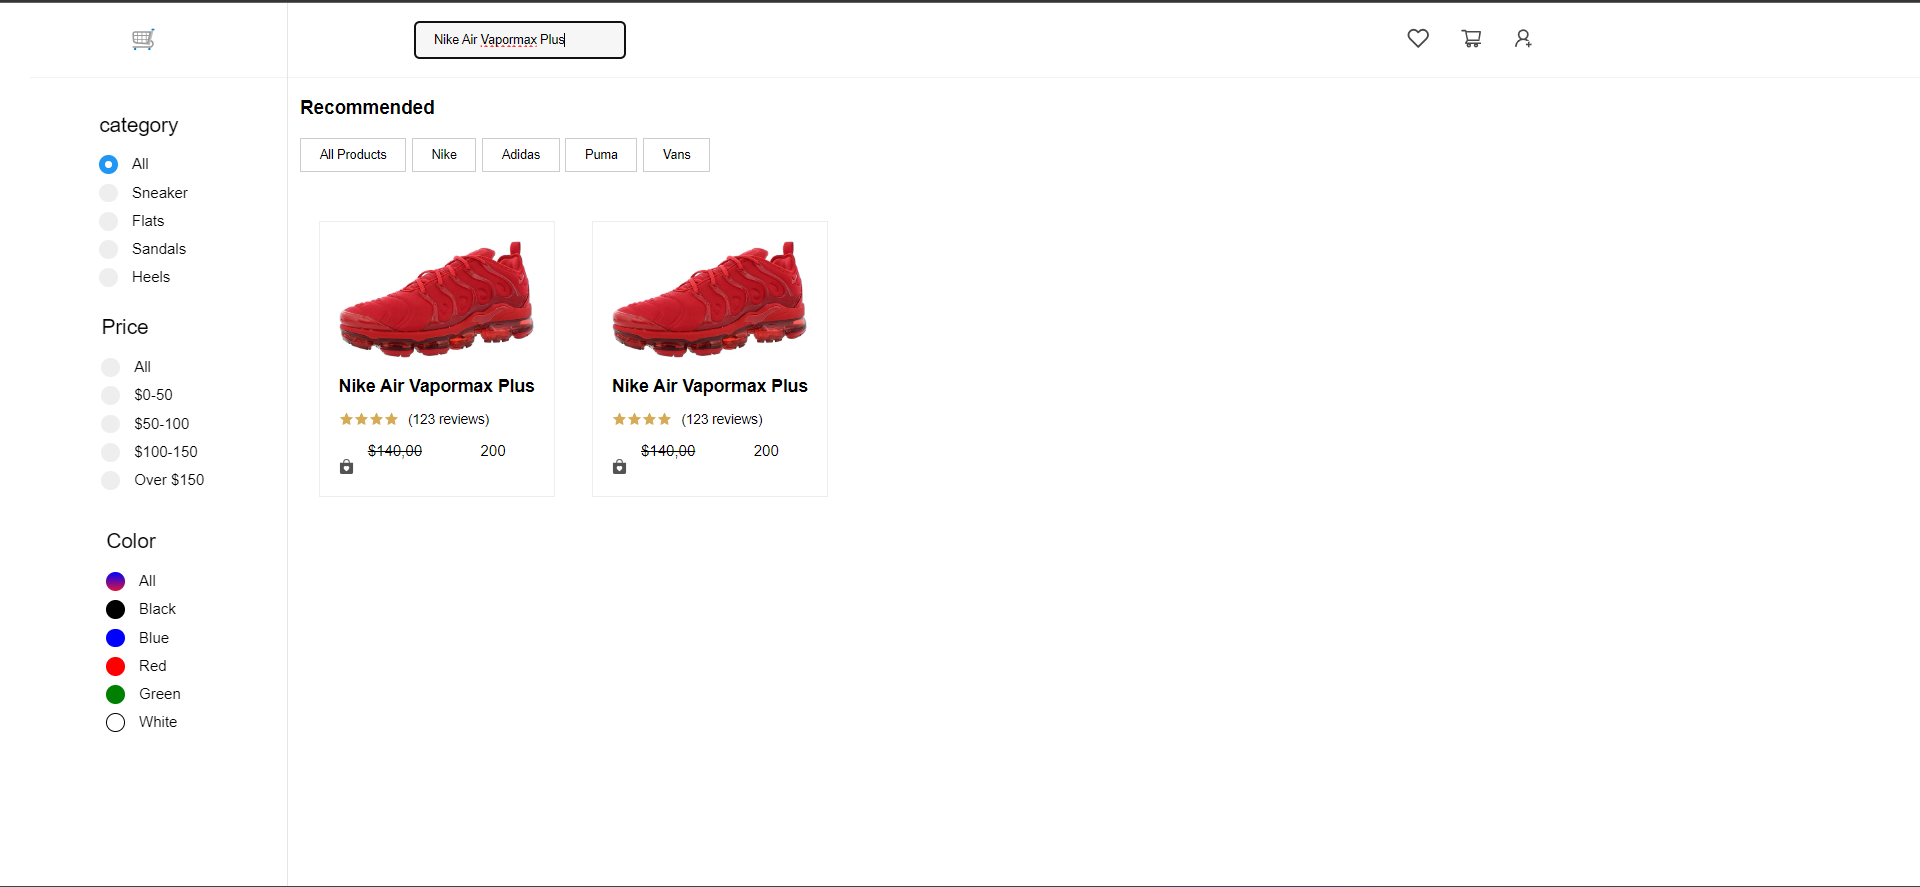 Nike Air Vapormax Plus
category
All
Sneaker
Flats
Sandals
Heels
Price
All
$0-50
$50-100
$100-150
Over $150
Color
All
Black
Blue
Red
Green
White
Recommended
All Products Nike Adidas Puma Vans
Nike Air Vapormax Plus
(123 reviews)
$140,00 200
Nike Air Vapormax Plus
(123 reviews)
$140,00 200